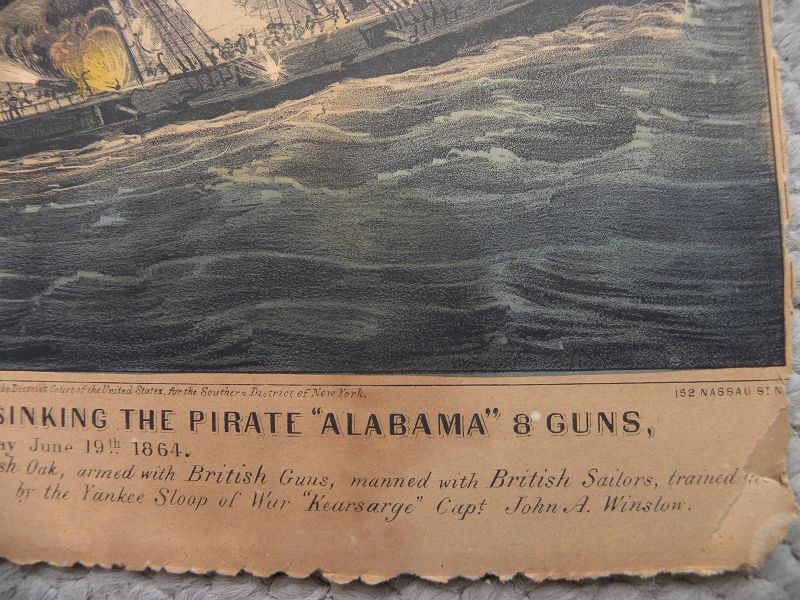 District Court of the United States, for the Southern District of New York.
152 NASSAU ST. N
SINKING THE PIRATE "ALABAMA" 8 GUNS,
ay June 19th 1864.
sh Oak, armed with British Guns, manned with British Sailors, trained
by the Yankee Sloop of War "Kearsarge" Capt. John A. Winslow.